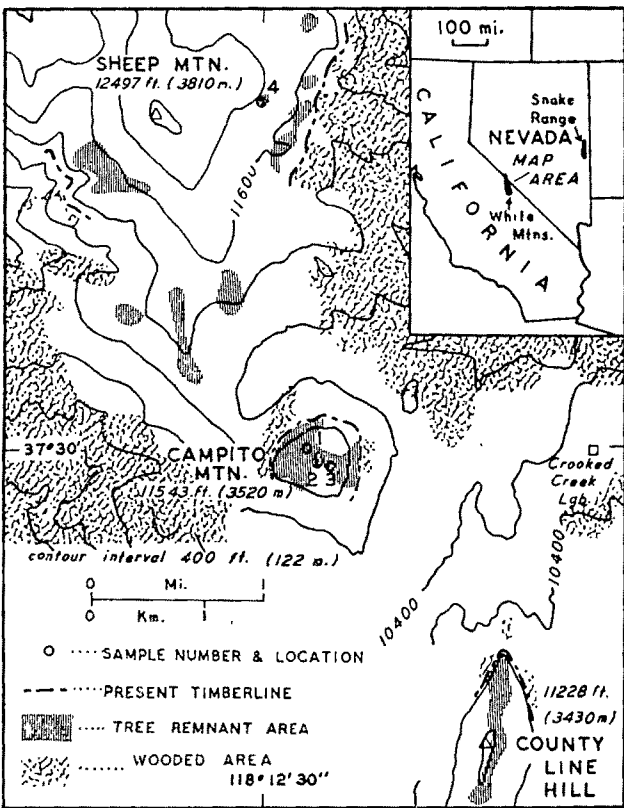 SHEEP MTN.
12497 ft. (3810 m.)
4
11600
100 mi.
CALIFORNIA
Snake
Range
NEVADA
MAP
AREA
White
Mtns.
37°30'
CAMPITO
MTN.
11543 ft. (3520 m)
2 3
Crooked
Creek
Lab.
contour interval 400 ft. (122 m.)
0 Mi. 1
0 Km. 1
10400
10400
SAMPLE NUMBER & LOCATION
PRESENT TIMBERLINE
TREE REMNANT AREA
WOODED AREA
118°12'30"
11228 ft.
(3430 m)
COUNTY
LINE
HILL